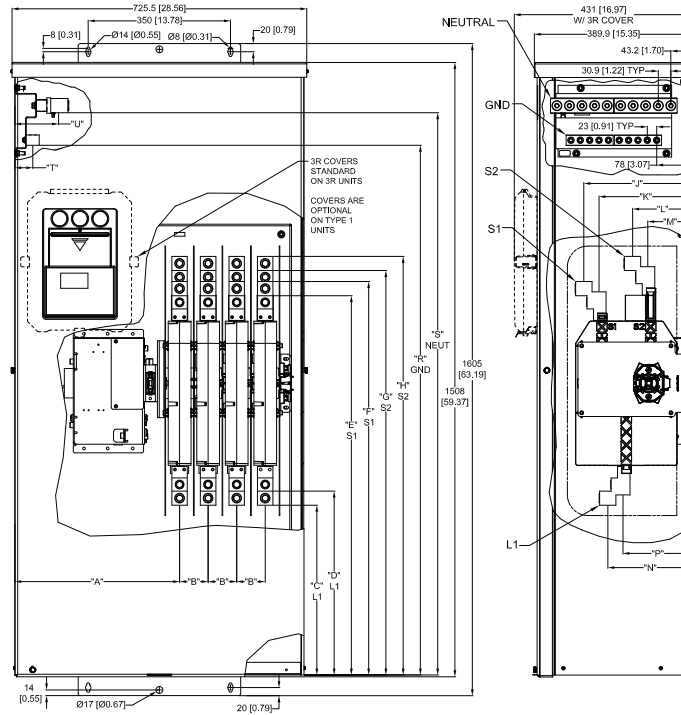 725.5 [28.56]
350 [13.78]
8 [0.31]
Ø14 [Ø0.55]
Ø8 [Ø0.31]
20 [0.79]
"U"
"T"
3R COVERS
STANDARD
ON 3R UNITS
COVERS ARE
OPTIONAL
ON TYPE 1
UNITS
"S"
NEUT
"R"
GND
1605
[63.19]
1508
[59.37]
"H"
S2
"G"
S2
"F"
S1
"E"
S1
"D"
L1
"C"
L1
"A"
"B"
"B"
"B"
14
[0.55]
Ø17 [Ø0.67]
20 [0.79]
431 [16.97]
W/ 3R COVER
NEUTRAL
389.9 [15.35]
43.2 [1.70]
30.9 [1.22] TYP
GND
23 [0.91] TYP
78 [3.07]
S2
"J"
"K"
"L"
"M"
S1
S1
S2
L1
"P"
"N"